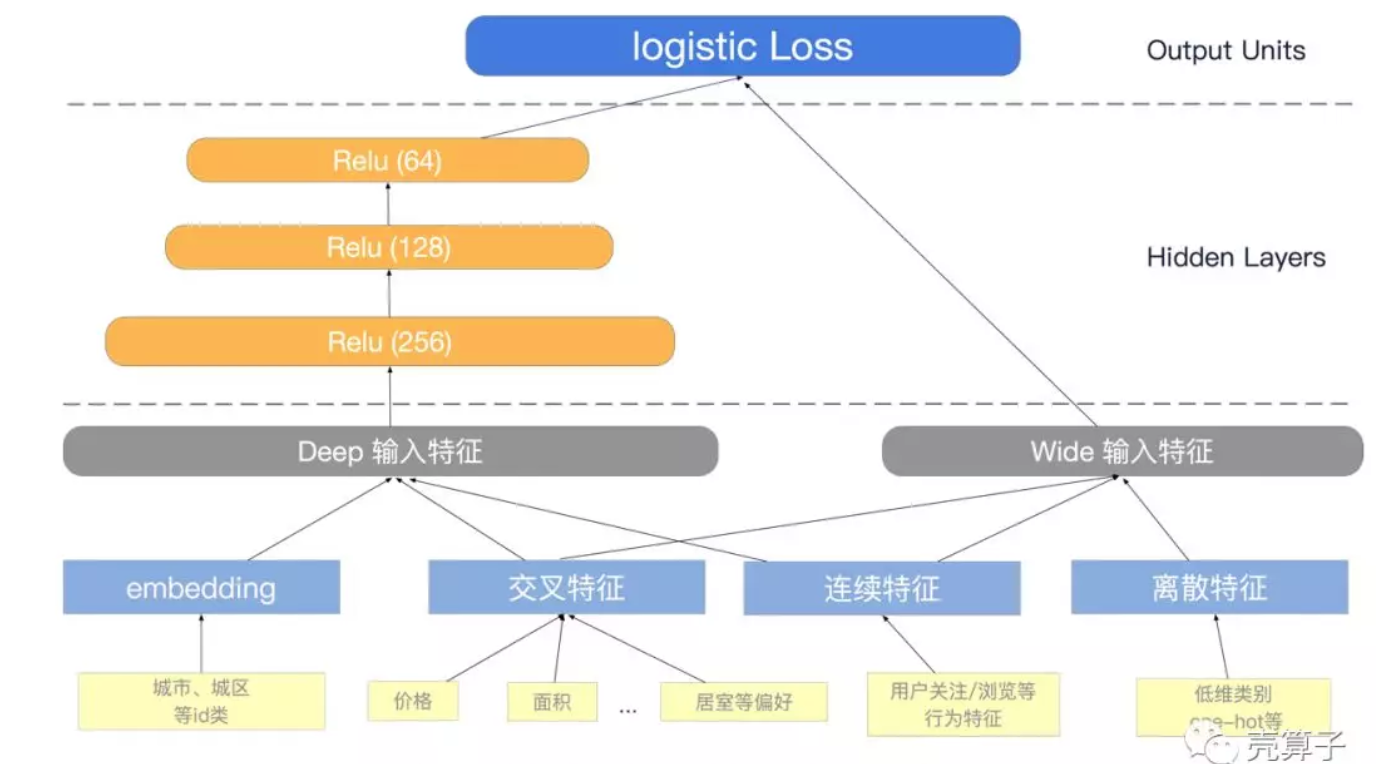 logistic Loss
Output Units
Relu (64)
Relu (128)
Hidden Layers
Relu (256)
Deep 输入特征
Wide 输入特征
embedding
交叉特征
连续特征
离散特征
城市、城区
等id类
价格
面积
...
居室等偏好
用户关注/浏览等
行为特征
低维类别
one-hot等
壳算子